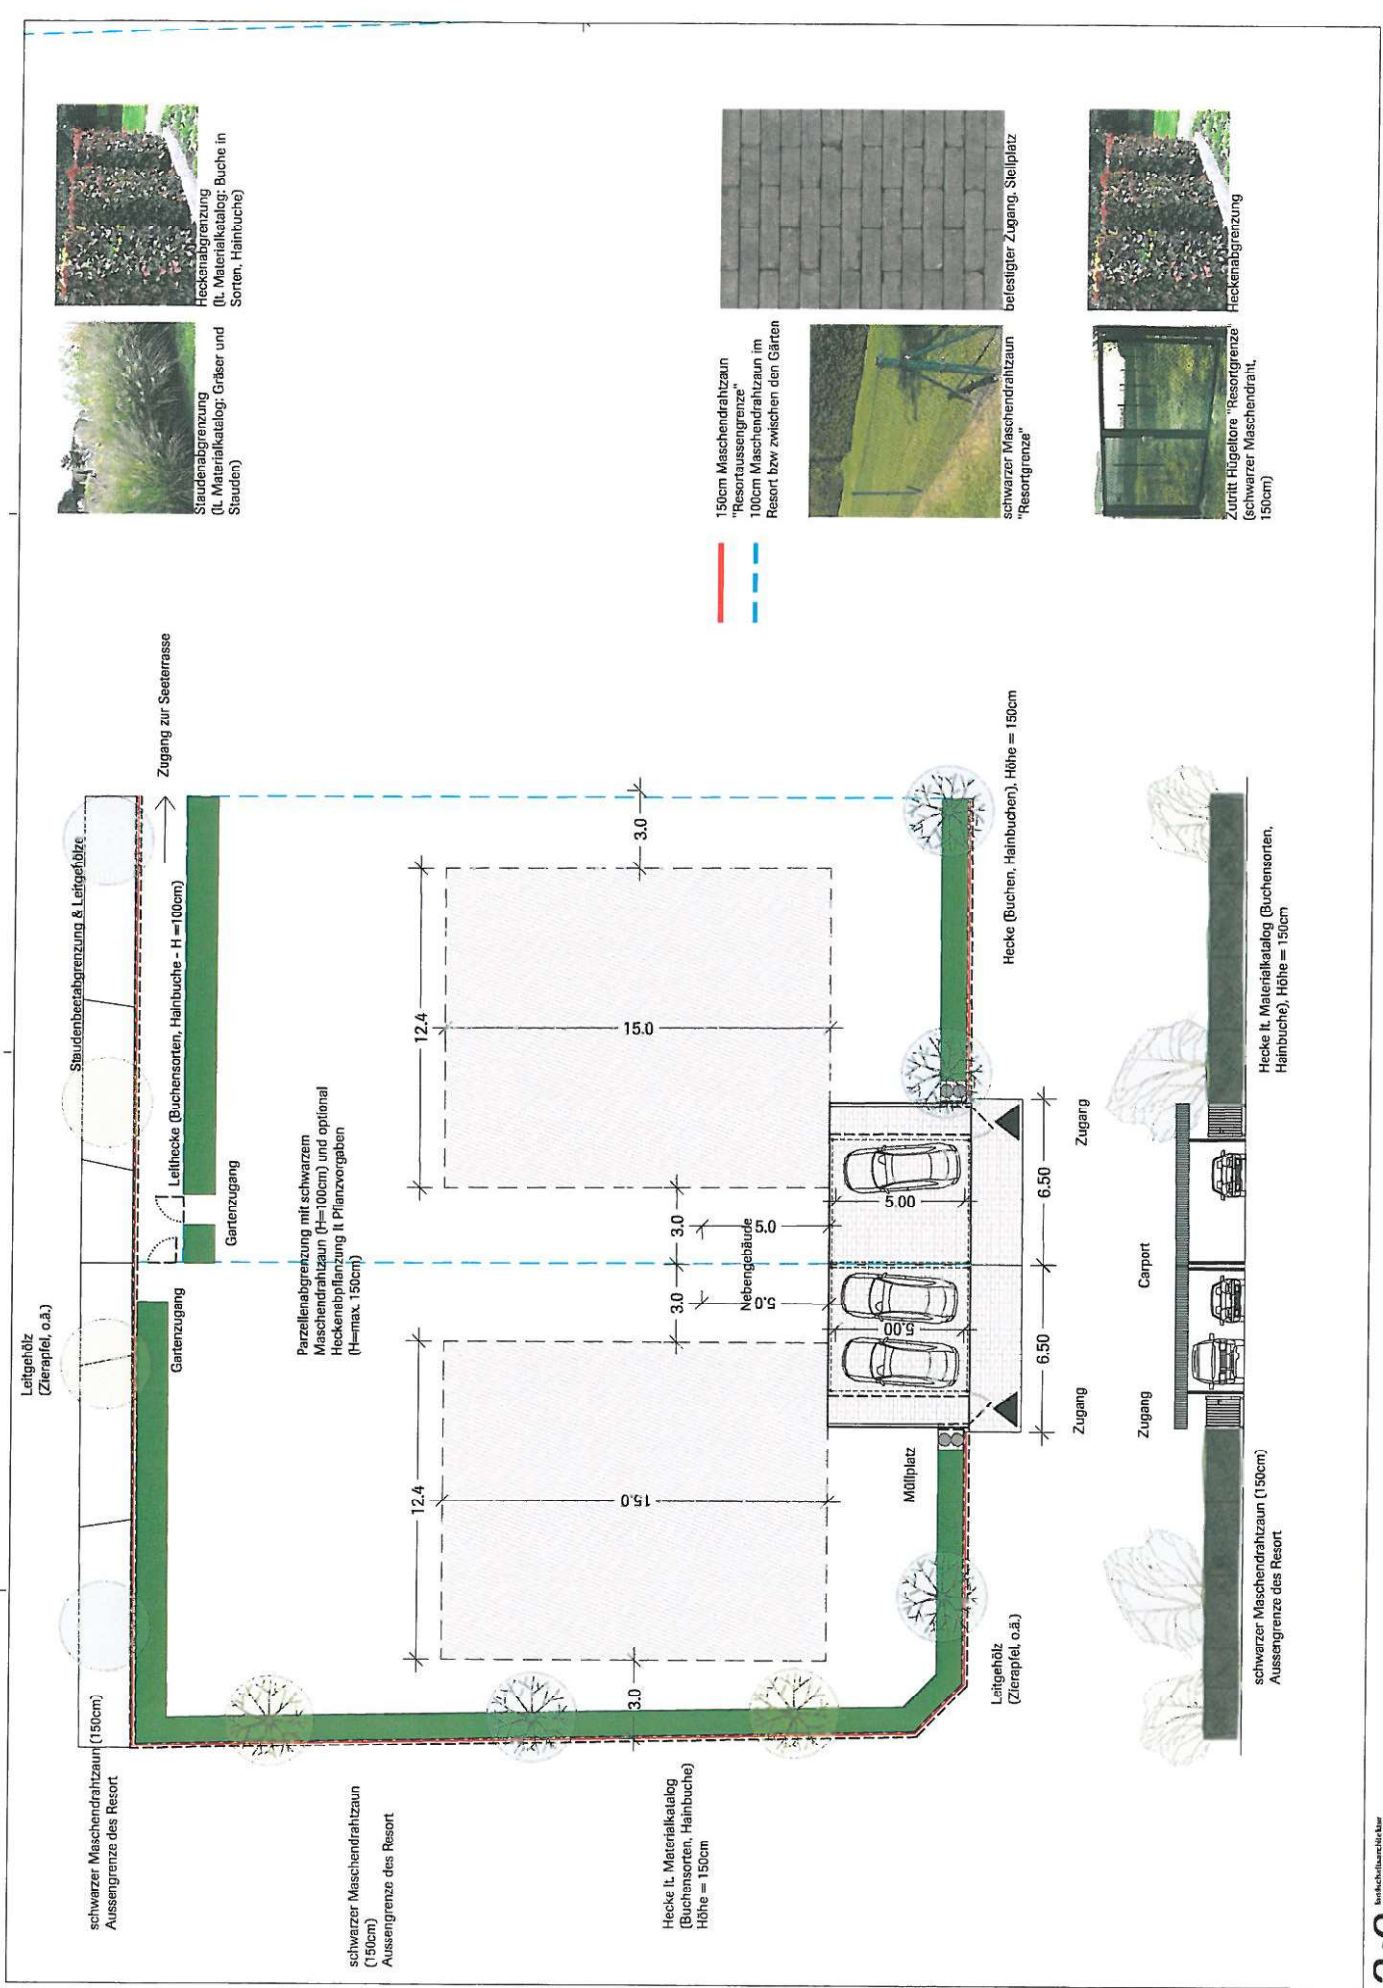 Leitgehölz
(Zierapfel, o.ä.)
Staudenbeetabgrenzung & Leitgehölze
schwarzer Maschendrahtzaun (150cm)
Aussengrenze des Resort
Zugang zur Seeterrasse
Leithecke (Buchensorten, Hainbuche - H =100cm)
Gartenzugang
Gartenzugang
Staudenabgrenzung
(lt. Materialkatalog: Gräser und
Stauden)
Heckenabgrenzung
(lt. Materialkatalog: Buche in
Sorten, Hainbuche)
Parzellenabgrenzung mit schwarzem
Maschendrahtzaun (H=100cm) und optional
Heckenabpflanzung lt Pflanzvorgaben
(H=max. 150cm)
schwarzer Maschendrahtzaun
(150cm)
Aussengrenze des Resort
12.4
12.4
15.0
15.0
3.0
3.0
3.0
3.0
5.0
5.0
Nebengebäude
5.00
5.00
Hecke lt. Materialkatalog
(Buchensorten, Hainbuche)
Höhe = 150cm
150cm Maschendrahtzaun
"Resortaussengrenze"
100cm Maschendrahtzaun im
Resort bzw zwischen den Gärten
schwarzer Maschendrahtzaun
"Resortgrenze"
befestigter Zugang, Stellplatz
Müllplatz
Leitgehölz
(Zierapfel, o.ä.)
Hecke (Buchen, Hainbuchen), Höhe = 150cm
6.50
6.50
Zugang
Zugang
Zugang
Carport
Zutritt Flügeltore "Resortgrenze"
(schwarzer Maschendraht,
150cm)
Heckenabgrenzung
schwarzer Maschendrahtzaun (150cm)
Aussengrenze des Resort
Hecke lt. Materialkatalog (Buchensorten,
Hainbuche), Höhe = 150cm